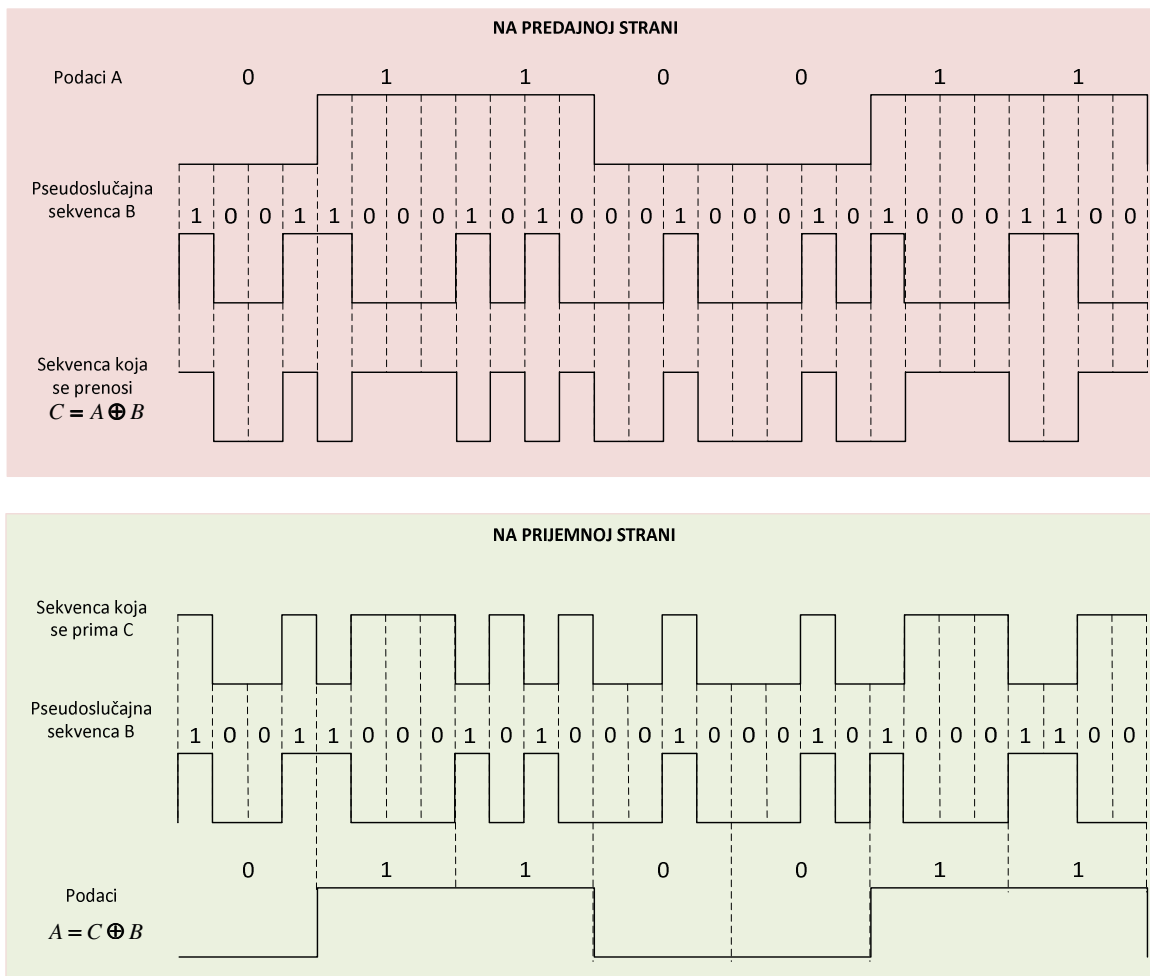 NA PREDAJNOJ STRANI
Podaci A
0 1 1 0 0 1 1
Pseudoslučajna
sekvenca B
1 0 0 1 1 0 0 0 1 0 1 0 0 0 1 0 0 0 1 0 1 0 0 0 1 1 0 0
Sekvenca koja
se prenosi
C = A ⊕ B
NA PRIJEMNOJ STRANI
Sekvenca koja
se prima C
Pseudoslučajna
sekvenca B
1 0 0 1 1 0 0 0 1 0 1 0 0 0 1 0 0 0 1 0 1 0 0 0 1 1 0 0
0 1 1 0 0 1 1
Podaci
A = C ⊕ B